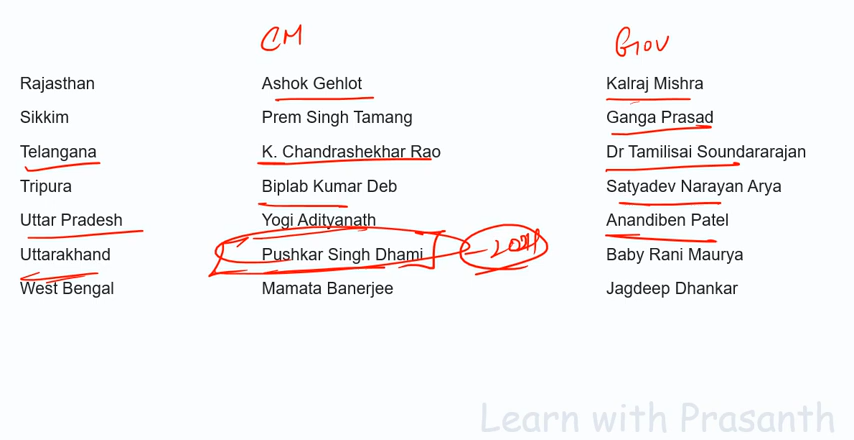 CM Gov
Rajasthan Ashok Gehlot Kalraj Mishra
Sikkim Prem Singh Tamang Ganga Prasad
Telangana K. Chandrashekhar Rao Dr Tamilisai Soundararajan
Tripura Biplab Kumar Deb Satyadev Narayan Arya
Uttar Pradesh Yogi Adityanath Anandiben Patel
Uttarakhand Pushkar Singh Dhami - 2021 Baby Rani Maurya
West Bengal Mamata Banerjee Jagdeep Dhankar
Learn with Prasanth